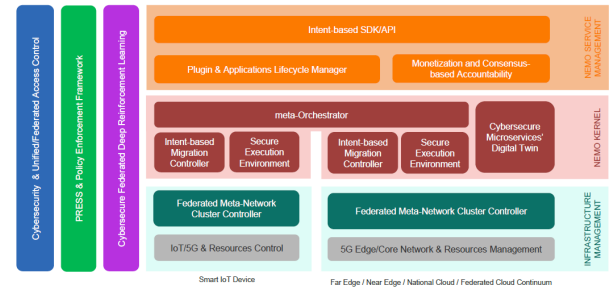 Cybersecurity & Unified/Federated Access Control
PRESS & Policy Enforcement Framework
Cybersecure Federated Deep Reinforcement Learning
Intent-based SDK/API
Plugin & Applications Lifecycle Manager
Monetization and Consensus-
based Accountability
NEMO SERVICE
MANAGEMENT
meta-Orchestrator
Intent-based
Migration
Controller
Secure
Execution
Environment
Intent-based
Migration
Controller
Secure
Execution
Environment
Cybersecure
Microservices'
Digital Twin
NEMO KERNEL
Federated Meta-Network
Cluster Controller
IoT/5G & Resources Control
Federated Meta-Network Cluster Controller
5G Edge/Core Network & Resources Management
INFRASTRUCTURE
MANAGEMENT
Smart IoT Device
Far Edge / Near Edge / National Cloud / Federated Cloud Continuum